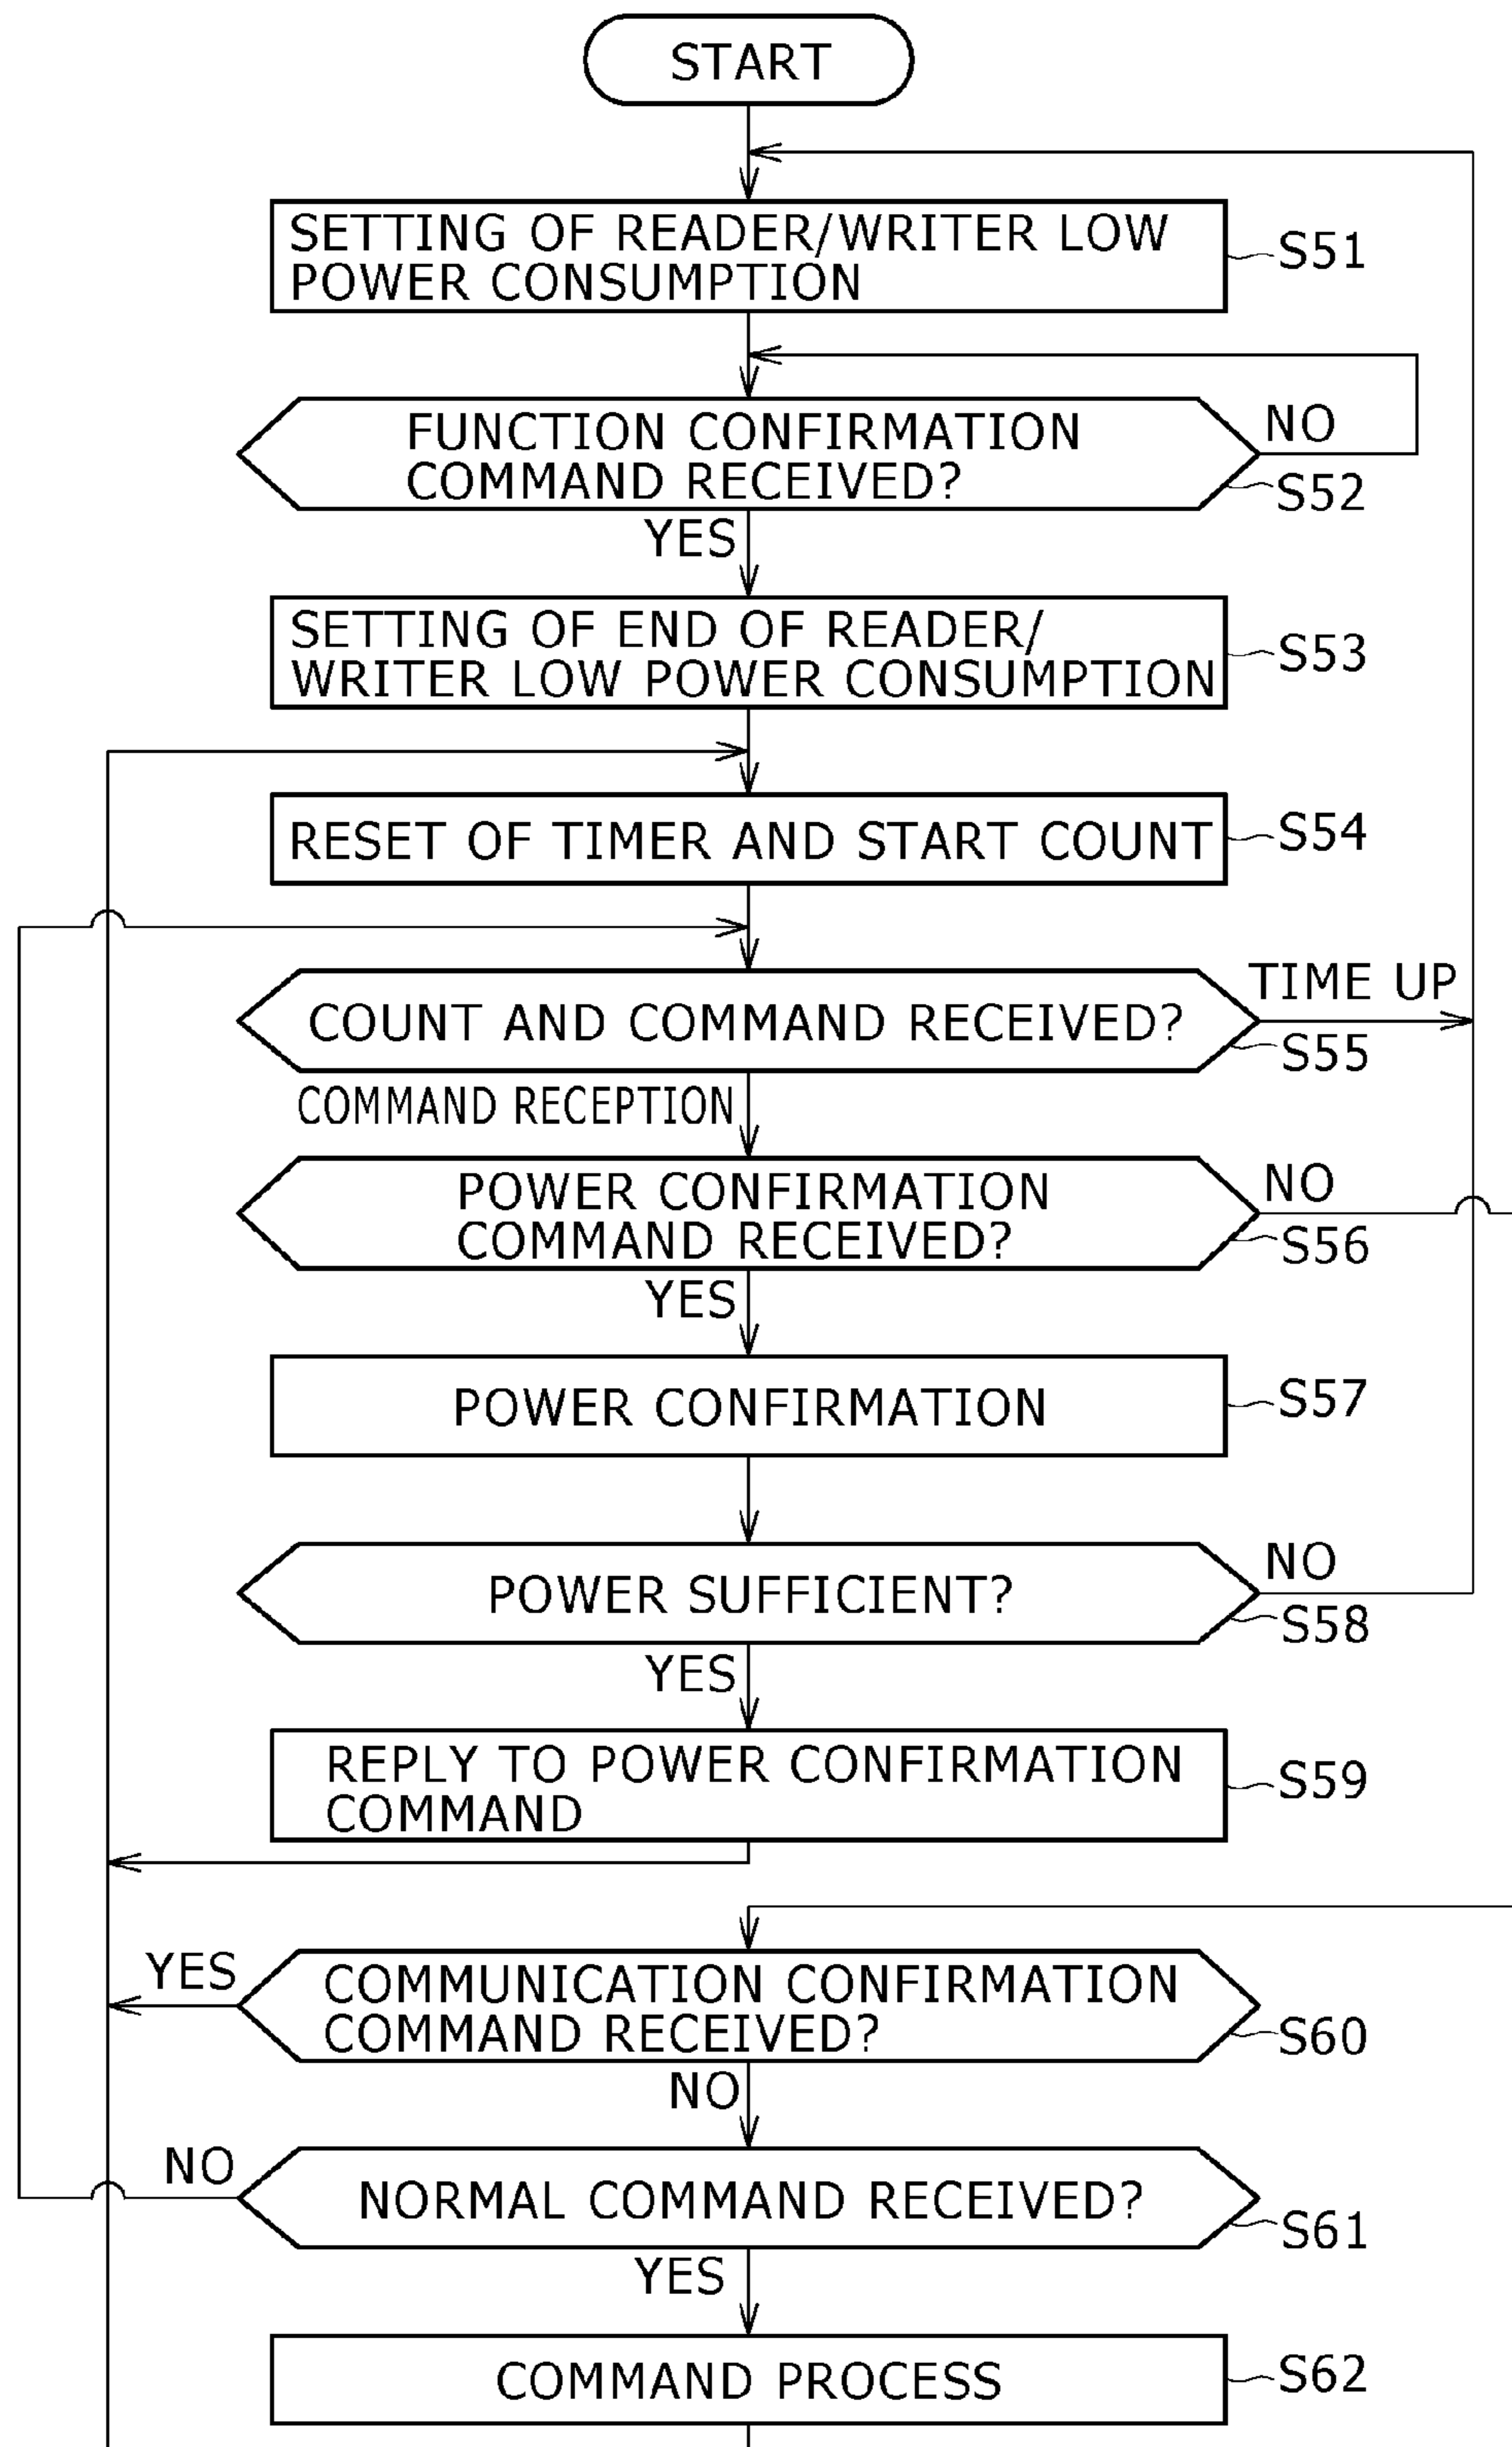 START
SETTING OF READER/WRITER LOW
POWER CONSUMPTION
S51
FUNCTION CONFIRMATION
COMMAND RECEIVED?
NO
S52
YES
SETTING OF END OF READER/
WRITER LOW POWER CONSUMPTION
S53
RESET OF TIMER AND START COUNT
S54
COUNT AND COMMAND RECEIVED?
TIME UP
S55
COMMAND RECEPTION
POWER CONFIRMATION
COMMAND RECEIVED?
NO
S56
YES
POWER CONFIRMATION
S57
POWER SUFFICIENT?
NO
S58
YES
REPLY TO POWER CONFIRMATION
COMMAND
S59
YES
COMMUNICATION CONFIRMATION
COMMAND RECEIVED?
S60
NO
NO
NORMAL COMMAND RECEIVED?
S61
YES
COMMAND PROCESS
S62